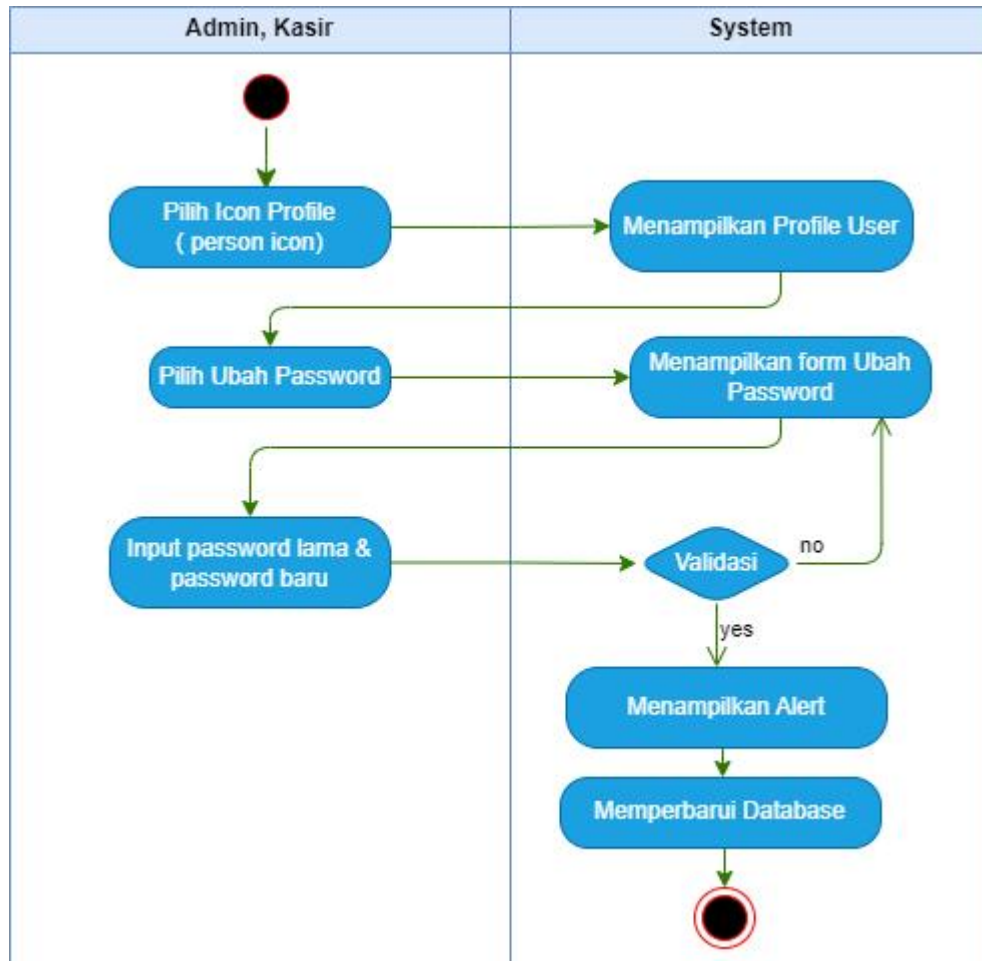 Admin, Kasir
System
Pilih Icon Profile
( person icon)
Menampilkan Profile User
Pilih Ubah Password
Menampilkan form Ubah
Password
Input password lama &
password baru
Validasi
no
yes
Menampilkan Alert
Memperbarui Database